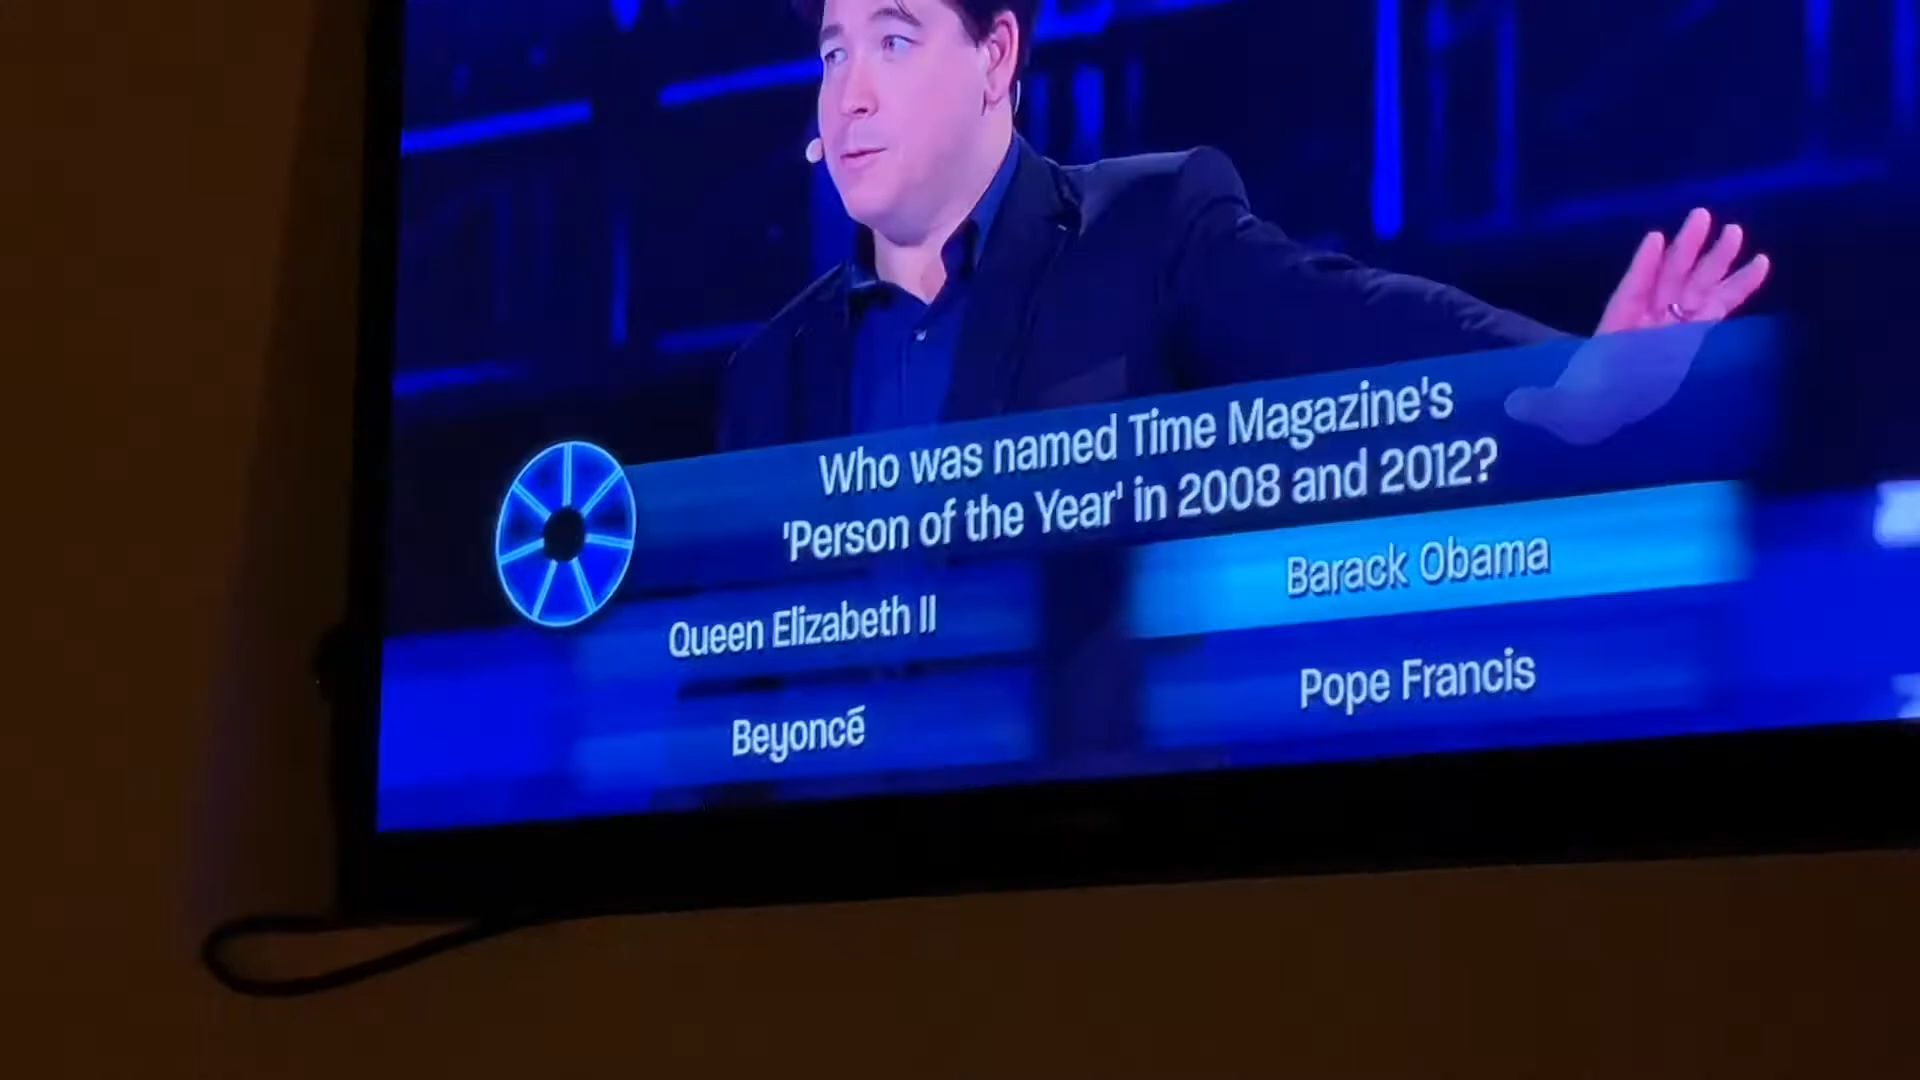 Who was named Time Magazine's
'Person of the Year' in 2008 and 2012?
Queen Elizabeth II
Barack Obama
Beyoncé
Pope Francis